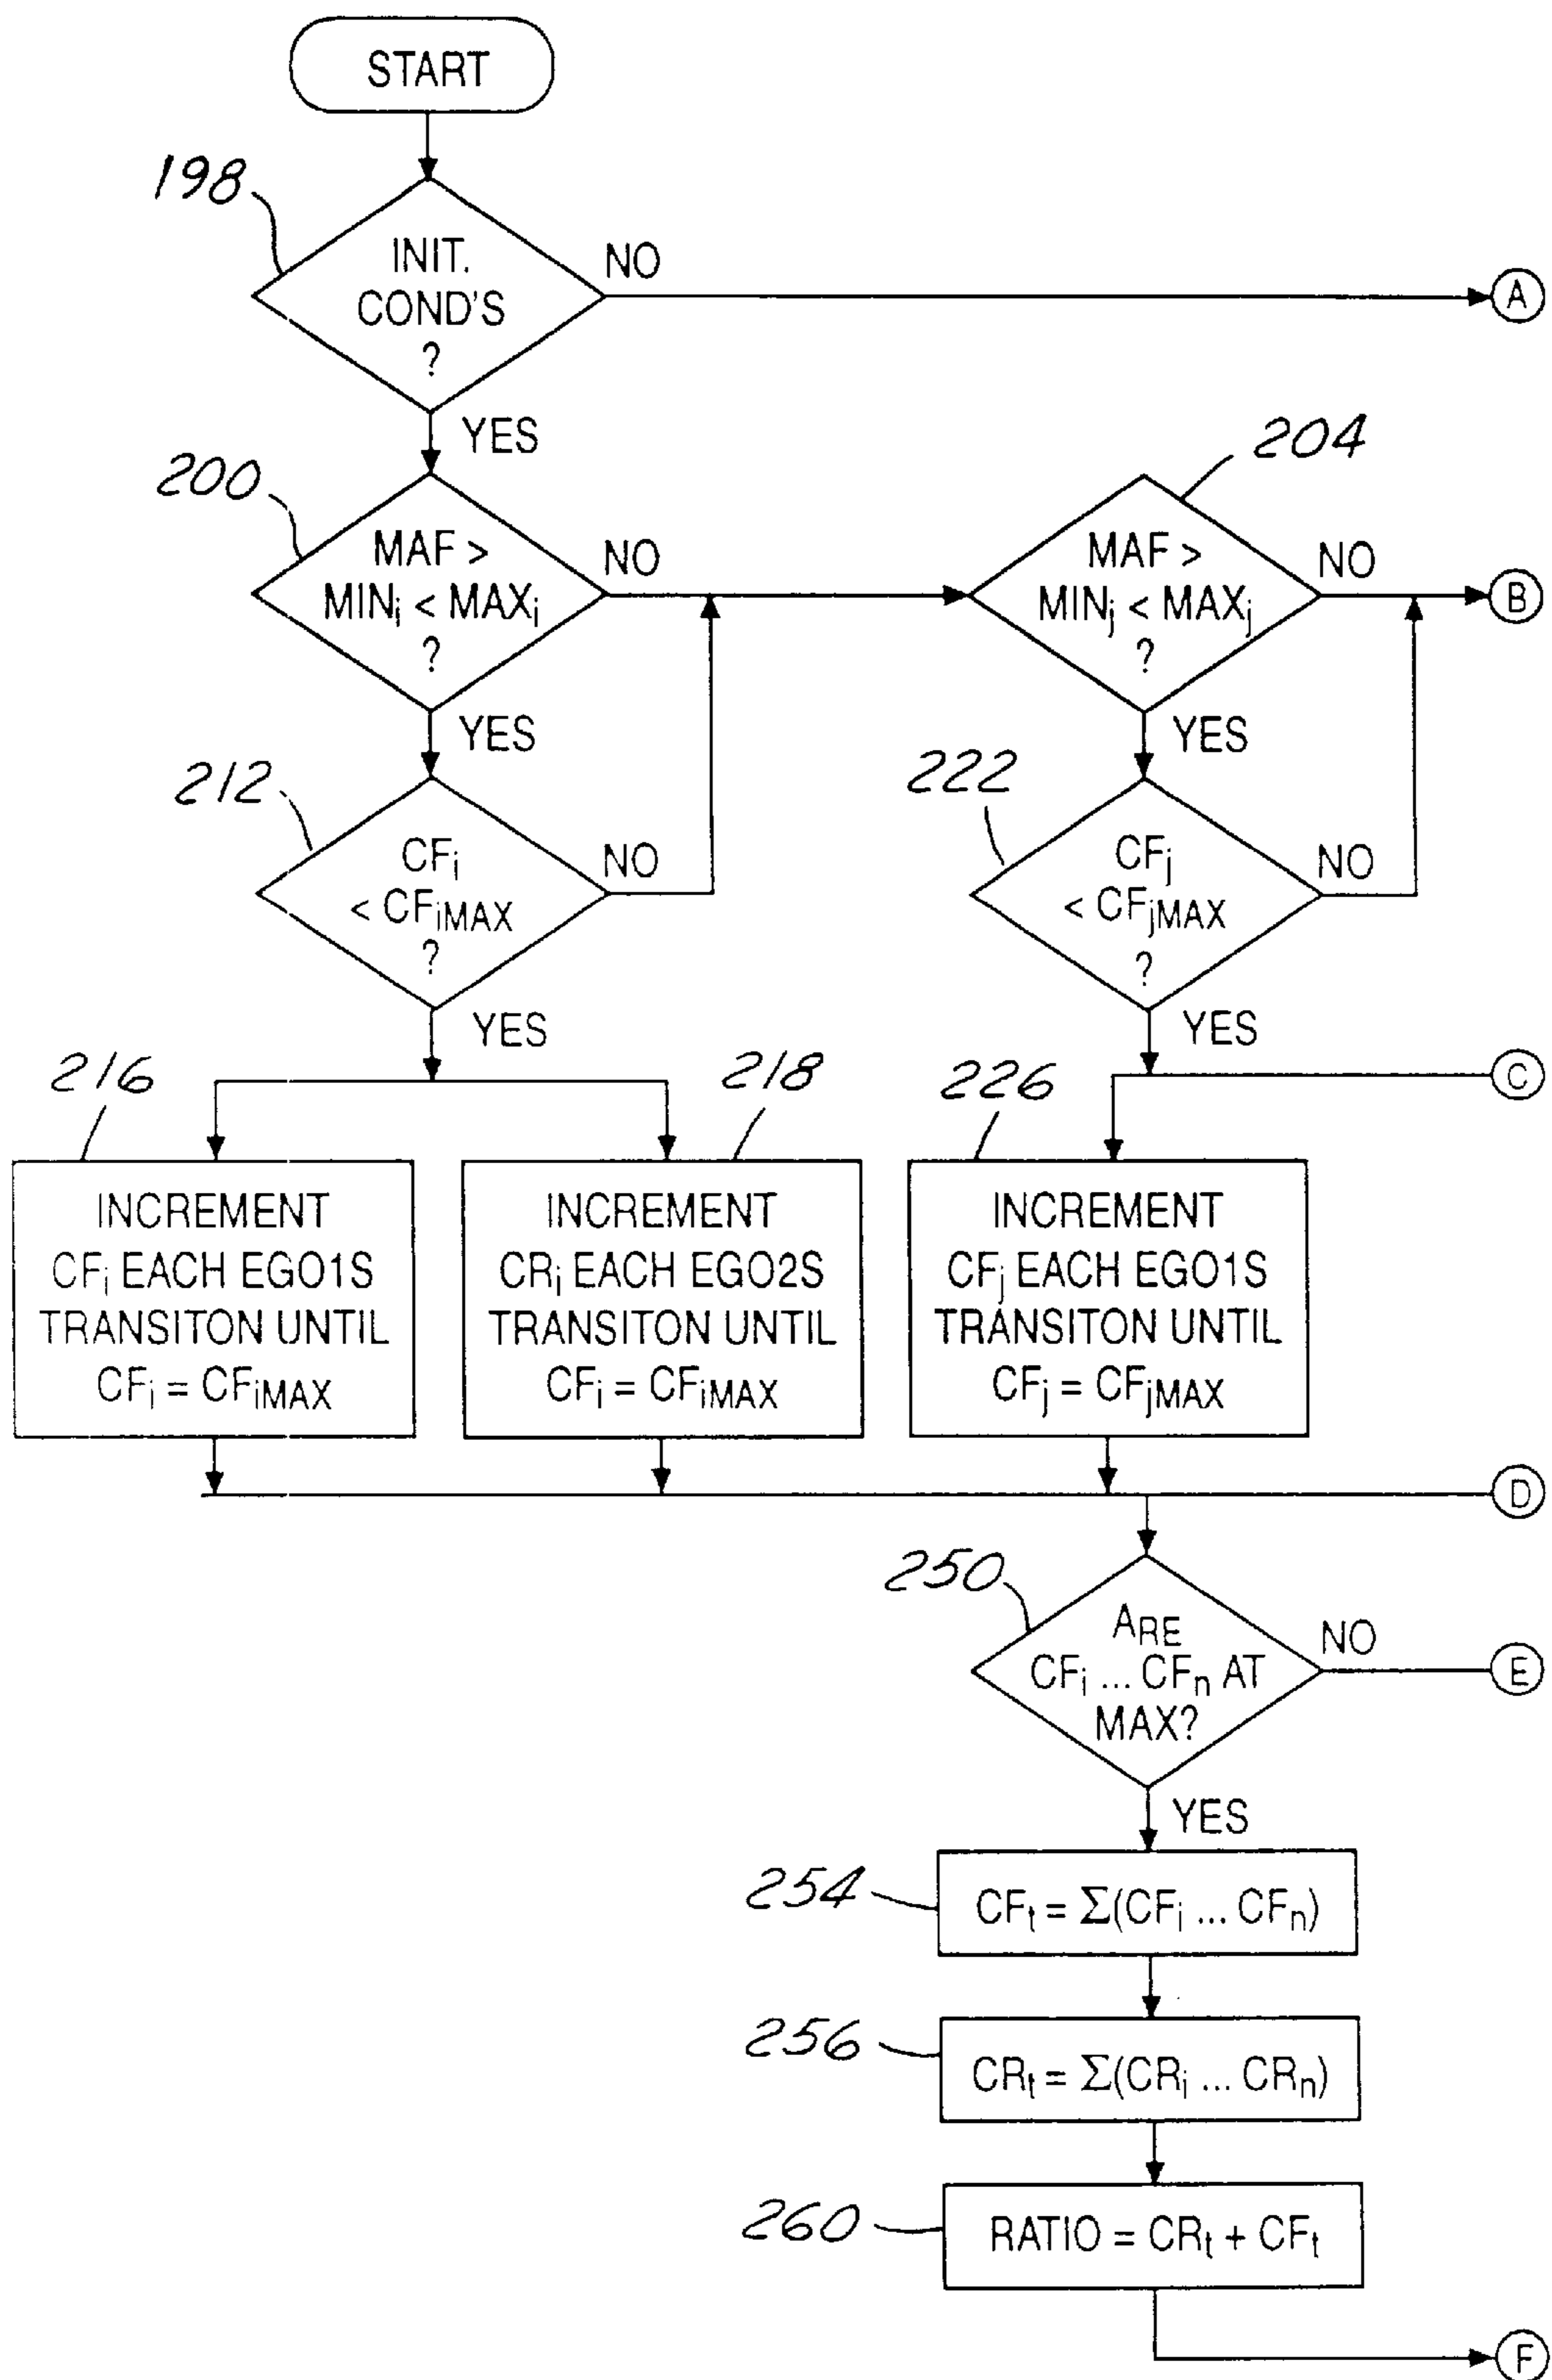 START
198
INIT.
COND'S
?
NO
A
YES
200
MAF >
MINi < MAXi
?
NO
204
MAF >
MINj < MAXj
?
NO
B
YES
YES
212
CFi
< CFiMAX
?
NO
222
CFj
< CFjMAX
?
NO
YES
YES
C
216
INCREMENT
CFi EACH EGO1S
TRANSITON UNTIL
CFi = CFiMAX
218
INCREMENT
CRi EACH EGO2S
TRANSITON UNTIL
CFi = CFiMAX
226
INCREMENT
CFj EACH EGO1S
TRANSITON UNTIL
CFj = CFjMAX
D
250
ARE
CFi ... CFn AT
MAX?
NO
E
YES
254
CFt = Σ(CFi ... CFn)
256
CRt = Σ(CRi ... CRn)
260
RATIO = CRt + CFt
F